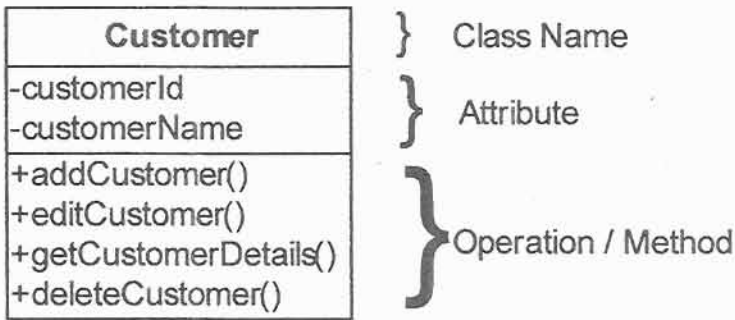 Customer } Class Name
-customerId
-customerName
} Attribute
+addCustomer()
+editCustomer()
+getCustomerDetails()
+deleteCustomer()
} Operation / Method